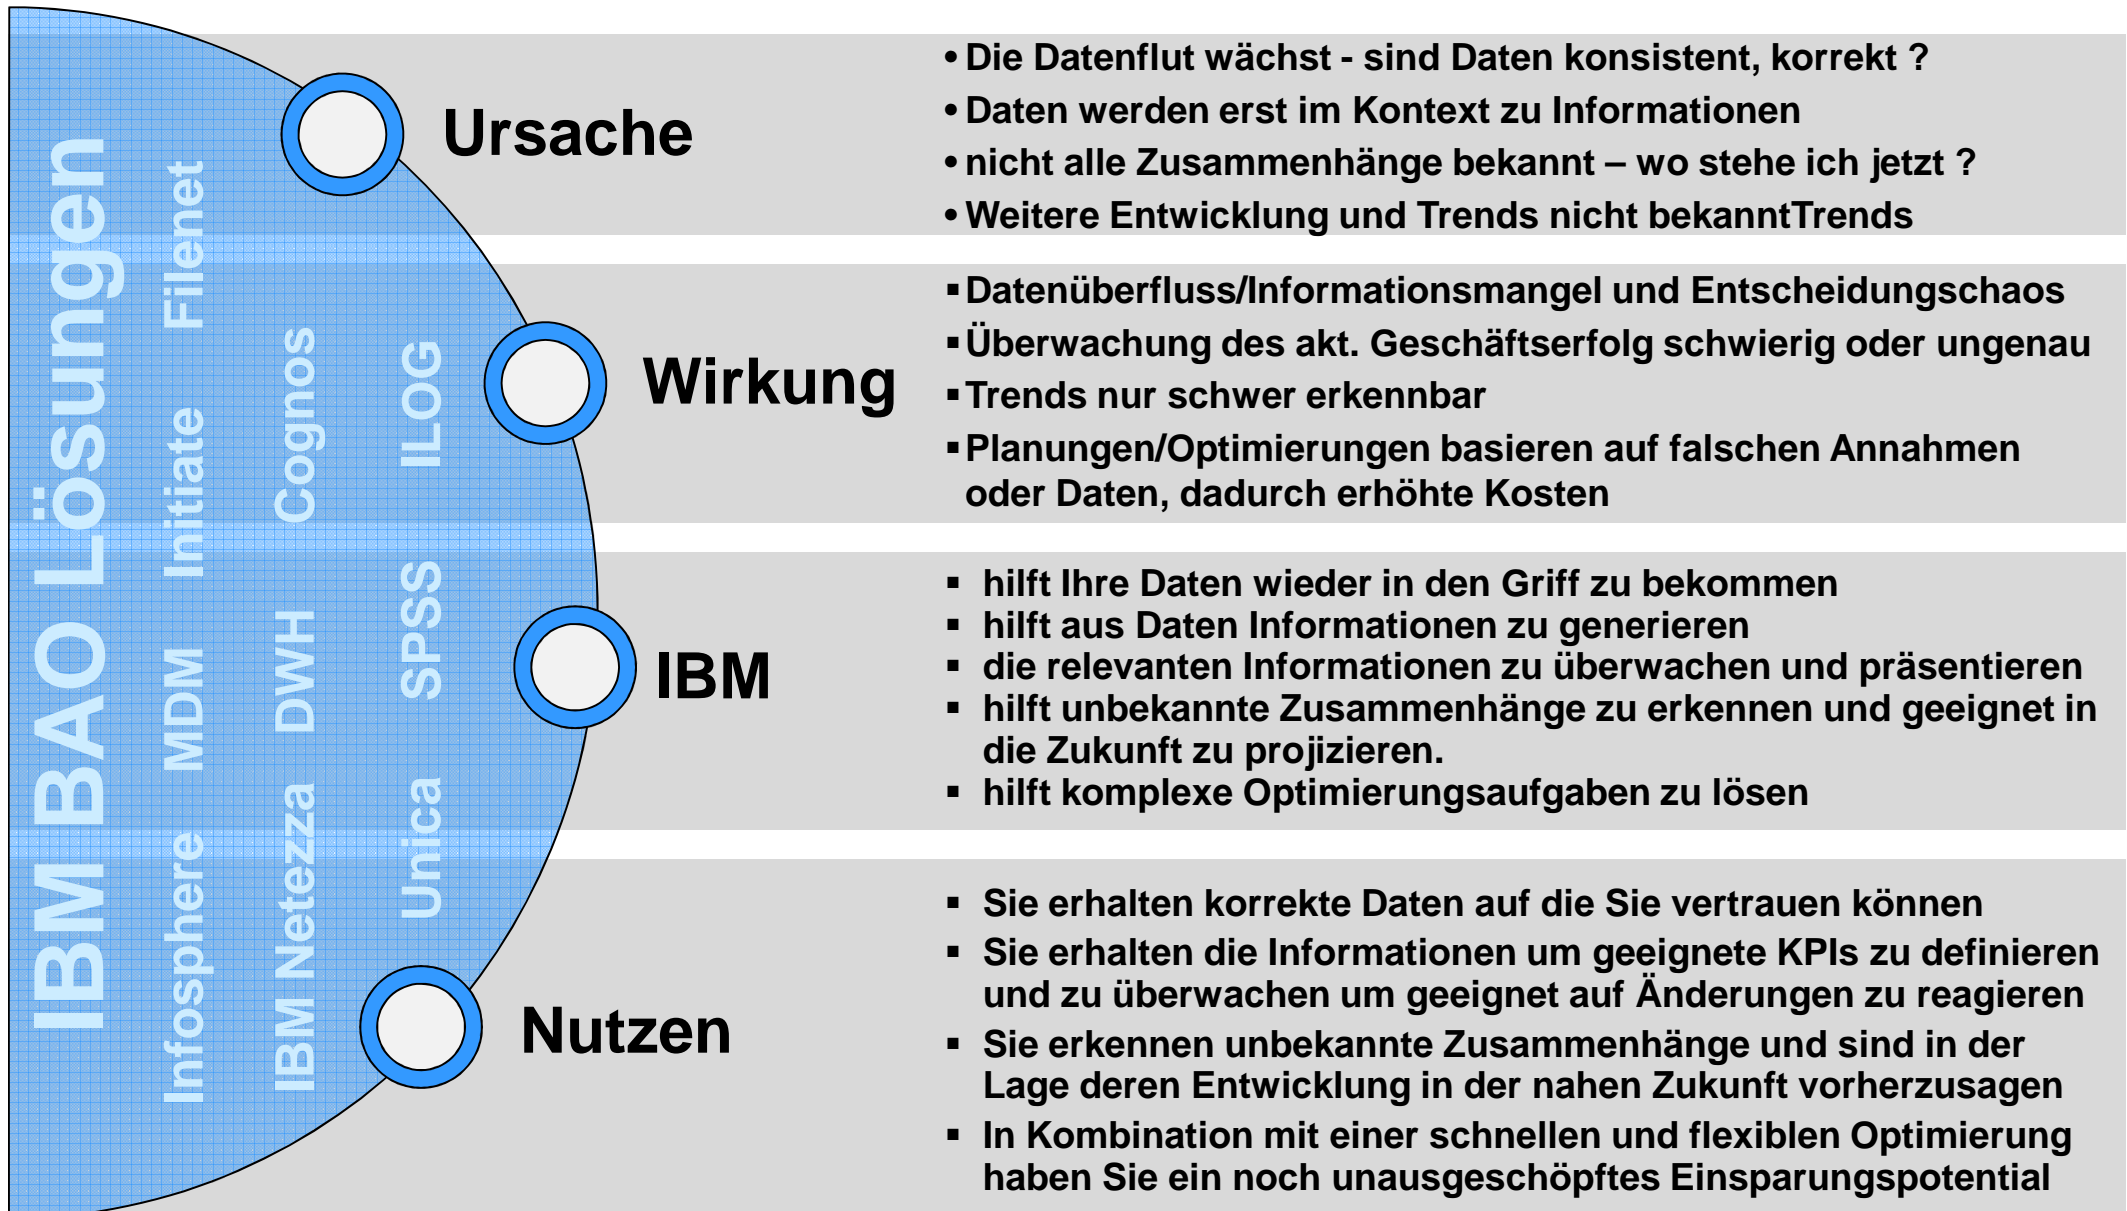 IBM BAO Lösungen
Infosphere MDM Initiate Filenet
IBM Netezza DWH Cognos
Unica SPSS ILOG
Ursache
• Die Datenflut wächst - sind Daten konsistent, korrekt ?
• Daten werden erst im Kontext zu Informationen
• nicht alle Zusammenhänge bekannt – wo stehe ich jetzt ?
• Weitere Entwicklung und Trends nicht bekanntTrends
Wirkung
▪ Datenüberfluss/Informationsmangel und Entscheidungschaos
▪ Überwachung des akt. Geschäftserfolg schwierig oder ungenau
▪ Trends nur schwer erkennbar
▪ Planungen/Optimierungen basieren auf falschen Annahmen
oder Daten, dadurch erhöhte Kosten
IBM
▪ hilft Ihre Daten wieder in den Griff zu bekommen
▪ hilft aus Daten Informationen zu generieren
▪ die relevanten Informationen zu überwachen und präsentieren
▪ hilft unbekannte Zusammenhänge zu erkennen und geeignet in
die Zukunft zu projizieren.
▪ hilft komplexe Optimierungsaufgaben zu lösen
Nutzen
▪ Sie erhalten korrekte Daten auf die Sie vertrauen können
▪ Sie erhalten die Informationen um geeignete KPIs zu definieren
und zu überwachen um geeignet auf Änderungen zu reagieren
▪ Sie erkennen unbekannte Zusammenhänge und sind in der
Lage deren Entwicklung in der nahen Zukunft vorherzusagen
▪ In Kombination mit einer schnellen und flexiblen Optimierung
haben Sie ein noch unausgeschöpftes Einsparungspotential